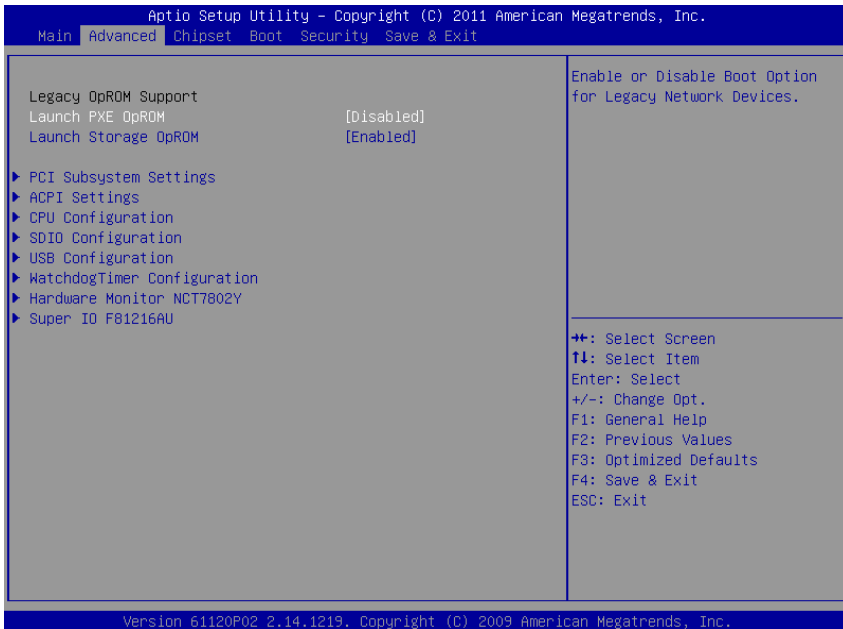 Aptio Setup Utility – Copyright (C) 2011 American Megatrends, Inc.
Main Advanced Chipset Boot Security Save & Exit
Legacy OpROM Support
Launch PXE OpROM [Disabled]
Launch Storage OpROM [Enabled]
▶ PCI Subsystem Settings
▶ ACPI Settings
▶ CPU Configuration
▶ SDIO Configuration
▶ USB Configuration
▶ WatchdogTimer Configuration
▶ Hardware Monitor NCT7802Y
▶ Super IO F81216AU
Enable or Disable Boot Option
for Legacy Network Devices.
→←: Select Screen
↑↓: Select Item
Enter: Select
+/-: Change Opt.
F1: General Help
F2: Previous Values
F3: Optimized Defaults
F4: Save & Exit
ESC: Exit
Version 61120P02 2.14.1219. Copyright (C) 2009 American Megatrends, Inc.